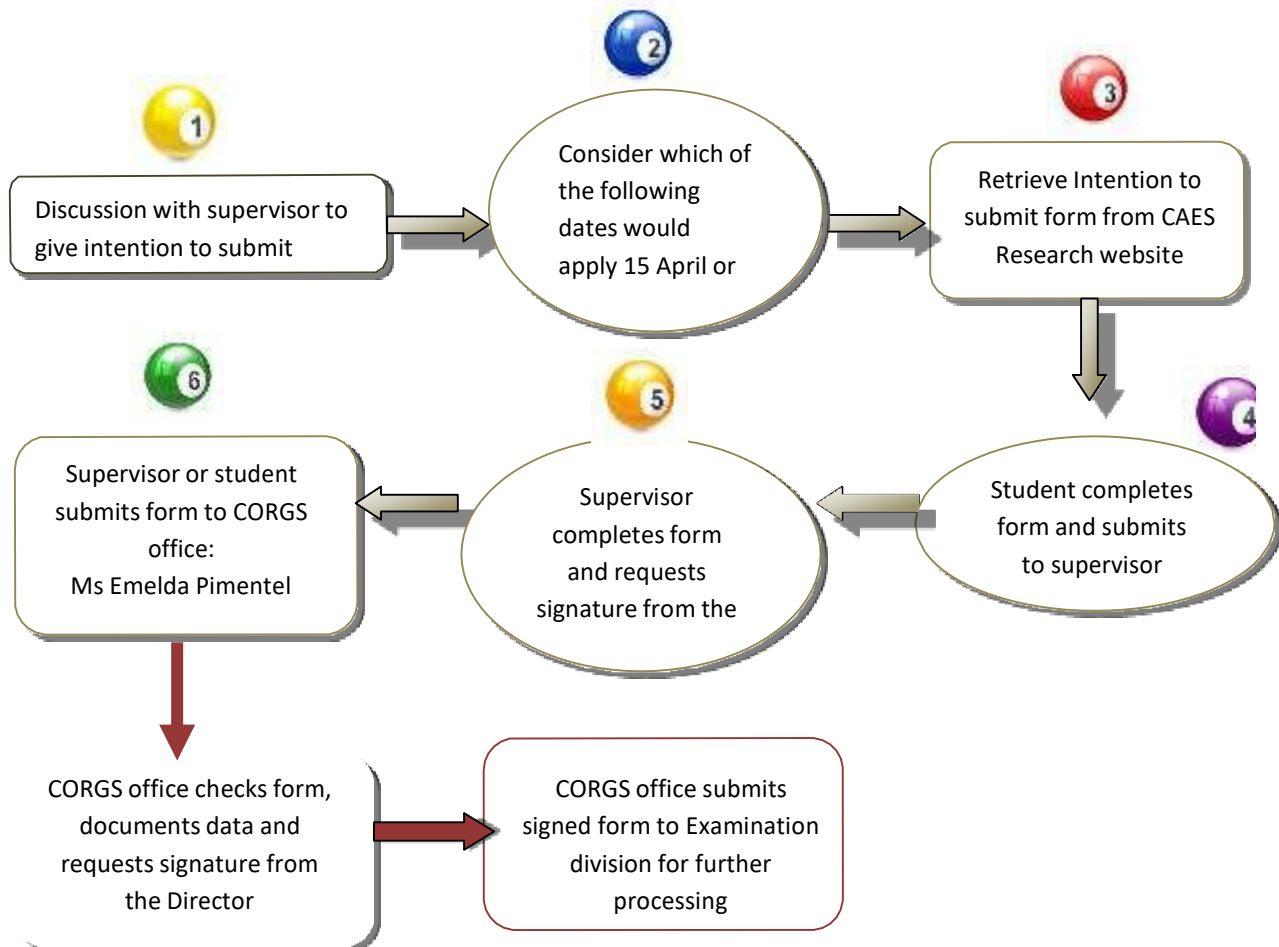 1
Discussion with supervisor to
give intention to submit
2
Consider which of
the following
dates would
apply 15 April or
3
Retrieve Intention to
submit form from CAES
Research website
4
Student completes
form and submits
to supervisor
5
Supervisor
completes form
and requests
signature from the
6
Supervisor or student
submits form to CORGS
office:
Ms Emelda Pimentel
CORGS office checks form,
documents data and
requests signature from
the Director
CORGS office submits
signed form to Examination
division for further
processing